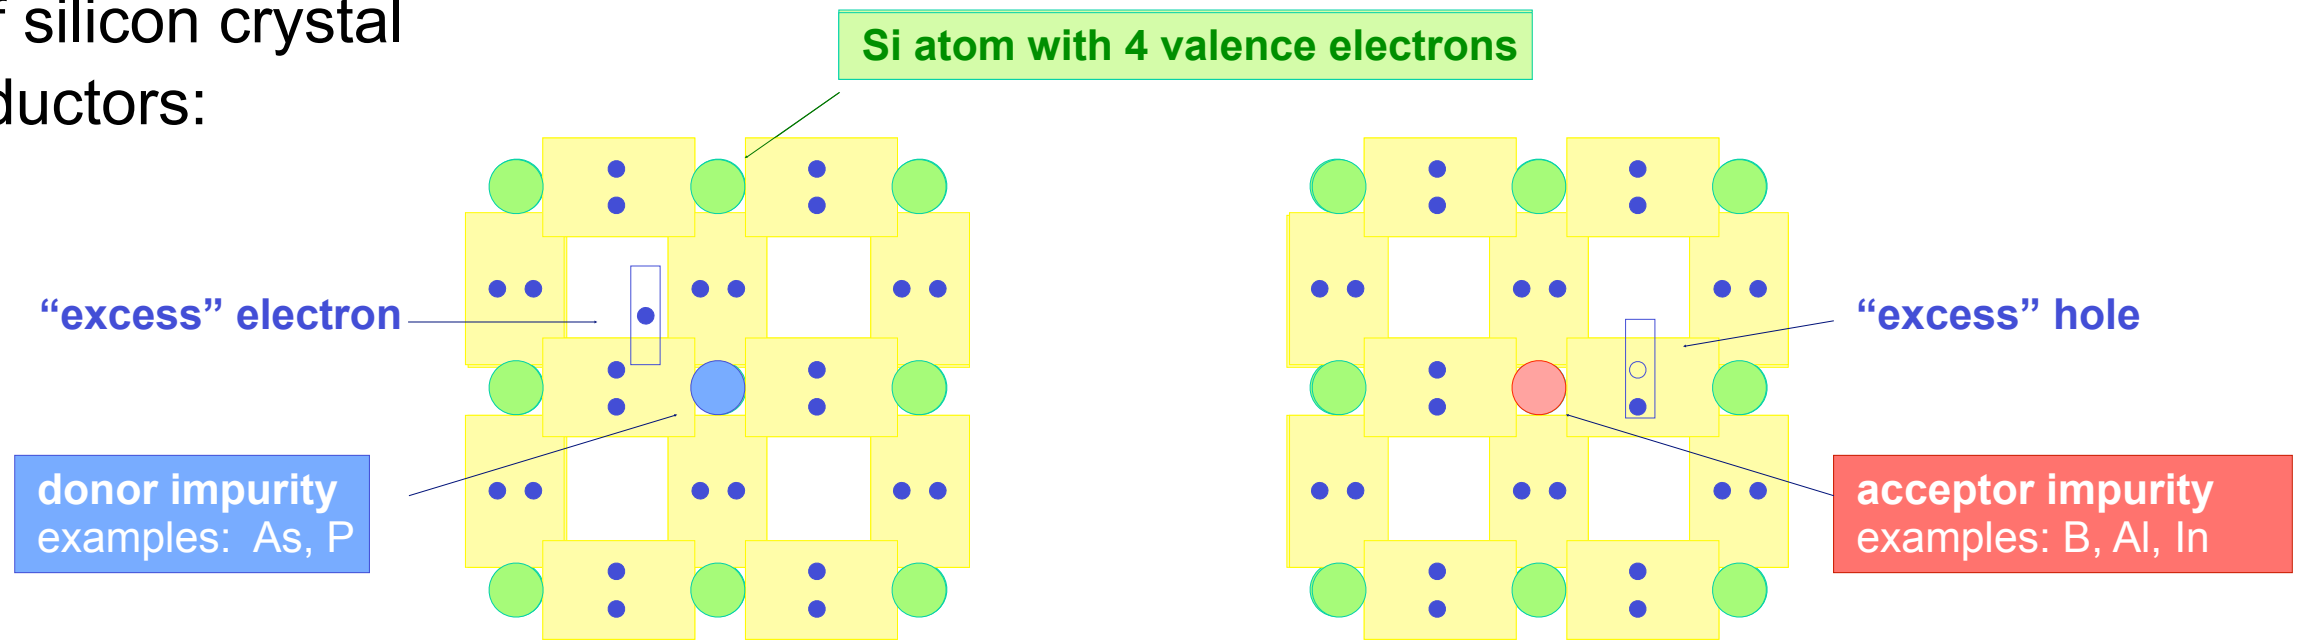 f silicon crystal
ductors:
Si atom with 4 valence electrons
“excess” electron
“excess” hole
donor impurity
examples: As, P
acceptor impurity
examples: B, Al, In